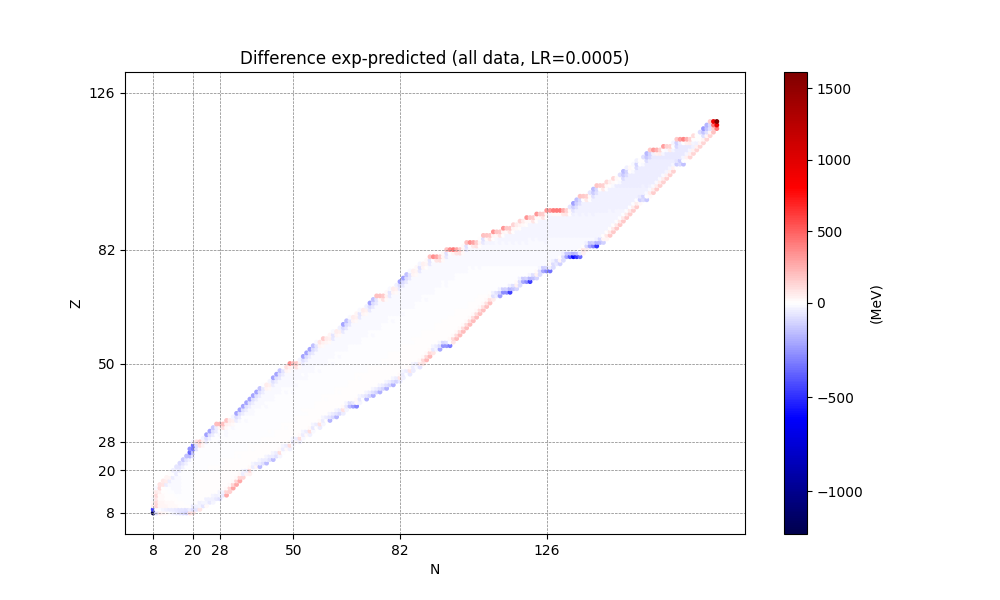 Difference exp-predicted (all data, LR=0.0005)
126
82
50
28
20
8
Z
8 20 28 50 82 126
N
1500
1000
500
0
−500
−1000
(MeV)